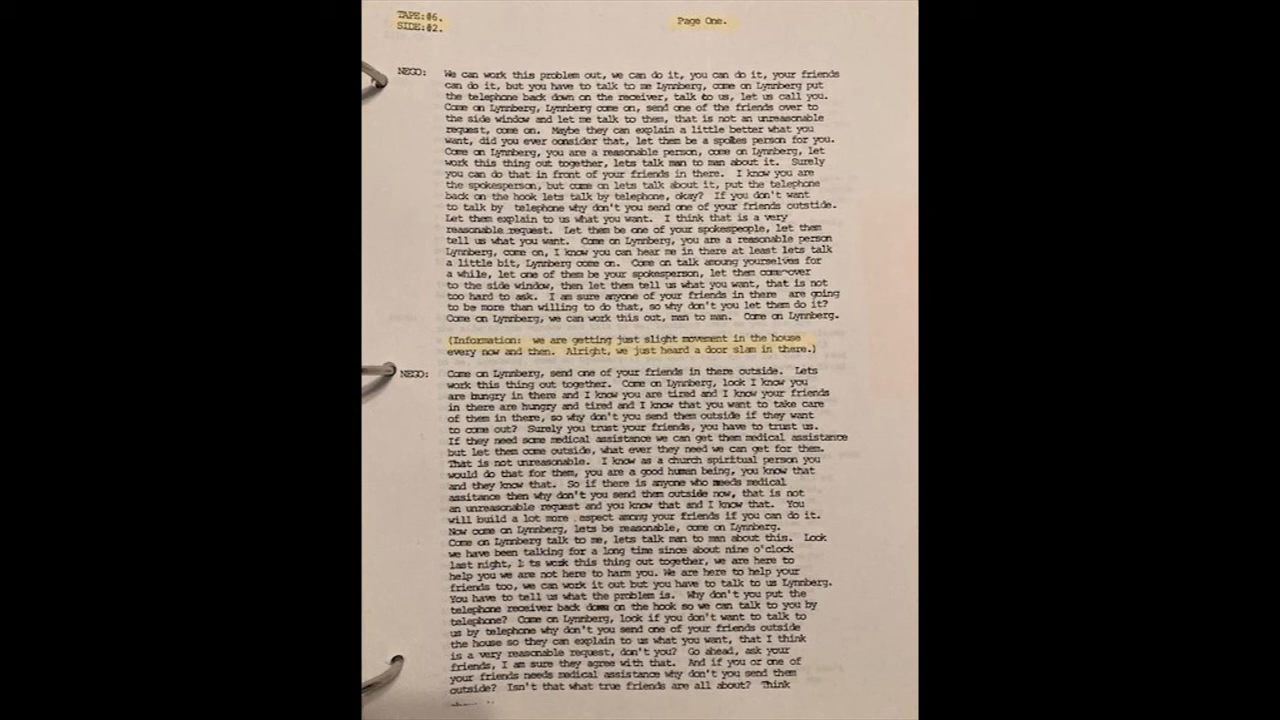 TAPE:#6.
SIDE:#2.
Page One.
NEGO: We can work this problem out, we can do it, you can do it, your friends
can do it, but you have to talk to me Lynnberg, come on Lynnberg put
the telephone back down on the receiver, talk to us, let us call you.
Come on Lynnberg, Lynnberg come on, send one of the friends over to
the side window and let me talk to them, that is not an unreasonable
request, come on. Maybe they can explain a little better what you
want, did you ever consider that, let them be a spokes person for you.
Come on Lynnberg, you are a reasonable person, come on Lynnberg, let
work this thing out together, lets talk man to man about it. Surely
you can do that in front of your friends in there. I know you are
the spokesperson, but come on lets talk about it, put the telephone
back on the hook lets talk by telephone, okay? If you don't want
to talk by telephone why don't you send one of your friends outstide.
Let them explain to us what you want. I think that is a very
reasonable request. Let them be one of your spokespeople, let them
tell us what you want. Come on Lynnberg, you are a reasonable person
Lynnberg, come on, I know you can hear me in there at least lets talk
a little bit, Lynnberg come on. Come on talk amoung yourselves for
a while, let one of them be your spokesperson, let them come over
to the side window, then let them tell us what you want, that is not
too hard to ask. I am sure anyone of your friends in there are going
to be more than willing to do that, so why don't you let them do it?
Come on Lynnberg, we can work this out, man to man. Come on Lynnberg.
(Information: we are getting just slight movement in the house
every now and then. Alright, we just heard a door slam in there.)
NEGO: Come on Lynnberg, send one of your friends in there outside. Lets
work this thing out together. Come on Lynnberg, look I know you
are hungry in there and I know you are tired and I know your friends
in there are hungry and tired and I know that you want to take care
of them in there, so why don't you send them outside if they want
to come out? Surely you trust your friends, you have to trust us.
If they need some medical assistance we can get them medical assistance
but let them come outside, what ever they need we can get for them.
That is not unreasonable. I know as a church spiritual person you
would do that for them, you are a good human being, you know that
and they know that. So if there is anyone who needs medical
assitance then why don't you send them outside now, that is not
an unreasonable request and you know that and I know that. You
will build a lot more aspect among your friends if you can do it.
Now come on Lynnberg, lets be reasonable, come on Lynnberg.
Come on Lynnberg talk to me, lets talk man to man about this. Look
we have been talking for a long time since about nine o'clock
last night, l ts work this thing out together, we are here to
help you we are not here to harm you. We are here to help your
friends too, we can work it out but you have to talk to us Lynnberg.
You have to tell us what the problem is. Why don't you put the
telephone receiver back down on the hook so we can talk to you by
telephone? Come on Lynnberg, look if you don't want to talk to
us by telephone why don't you send one of your friends outside
the house so they can explain to us what you want, that I think
is a very reasonable request, don't you? Go ahead, ask your
friends, I am sure they agree with that. And if you or one of
your friends needs medical assistance why don't you send them
outside? Isn't that what true friends are all about? Think